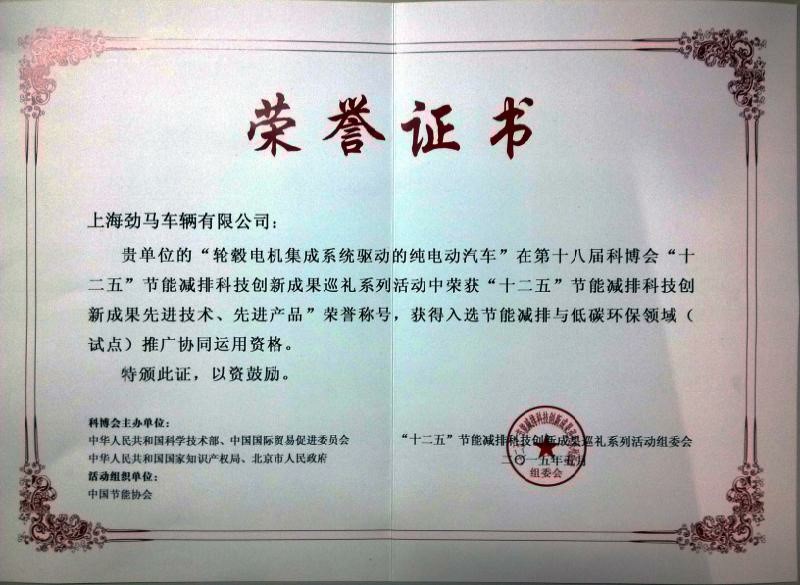 荣誉证书
上海劲马车辆有限公司：
贵单位的“轮毂电机集成系统驱动的纯电动汽车”在第十八届科博会“十
二五”节能减排科技创新成果巡礼系列活动中荣获“十二五”节能减排科技创
新成果先进技术、先进产品”荣誉称号，获得入选节能减排与低碳环保领域（
试点）推广协同运用资格。
特颁此证，以资鼓励。
科博会主办单位：
中华人民共和国科学技术部、中国国际贸易促进委员会
中华人民共和国国家知识产权局、北京市人民政府
活动组织单位：
中国节能协会
“十二五”节能减排科技创新成果巡礼系列活动组委会
二〇一五年五月
组委会